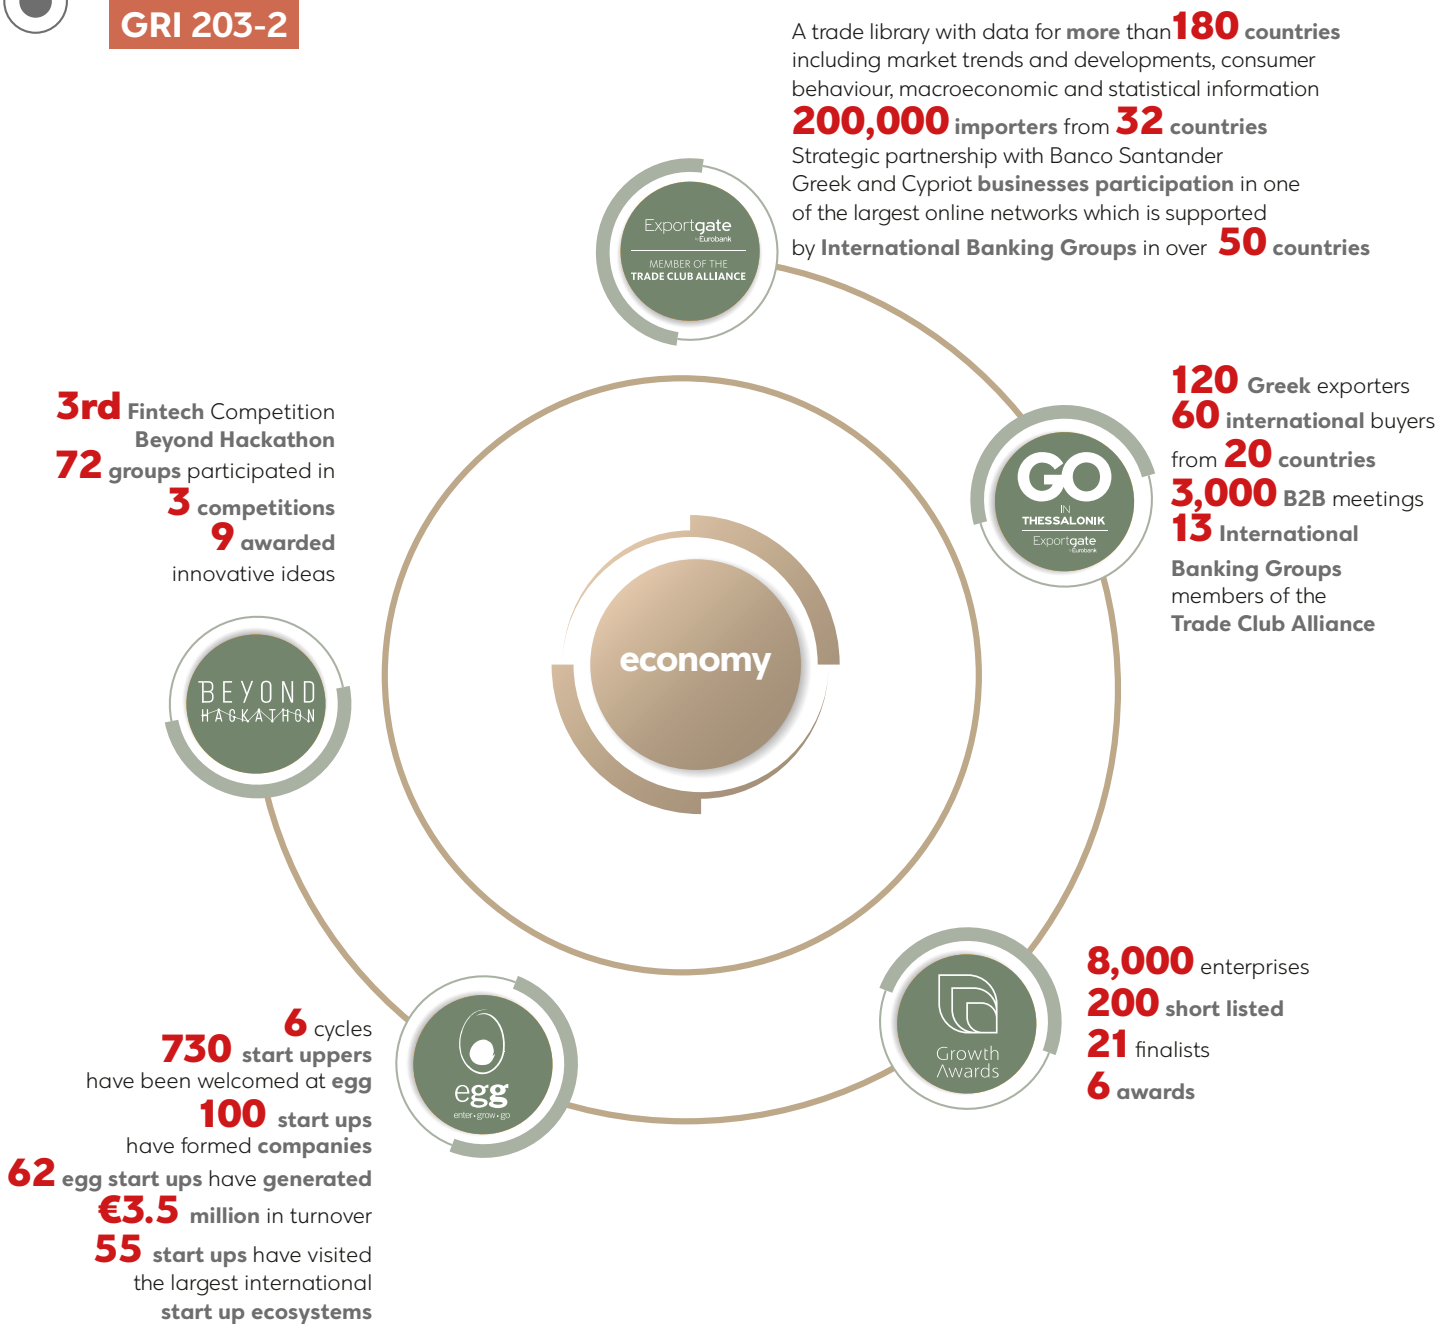 GRI 203-2
A trade library with data for more than 180 countries
including market trends and developments, consumer
behaviour, macroeconomic and statistical information
200,000 importers from 32 countries
Strategic partnership with Banco Santander
Greek and Cypriot businesses participation in one
of the largest online networks which is supported
by International Banking Groups in over 50 countries
Exportgate
by Eurobank
MEMBER OF THE
TRADE CLUB ALLIANCE
120 Greek exporters
60 international buyers
from 20 countries
3,000 B2B meetings
13 International
Banking Groups
members of the
Trade Club Alliance
GO
IN
THESSALONIK
Exportgate
by Eurobank
3rd Fintech Competition
Beyond Hackathon
72 groups participated in
3 competitions
9 awarded
innovative ideas
BEYOND
HACKATHON
economy
8,000 enterprises
200 short listed
21 finalists
6 awards
Growth
Awards
6 cycles
730 start uppers
have been welcomed at egg
100 start ups
have formed companies
62 egg start ups have generated
€3.5 million in turnover
55 start ups have visited
the largest international
start up ecosystems
egg
enter•grow•go